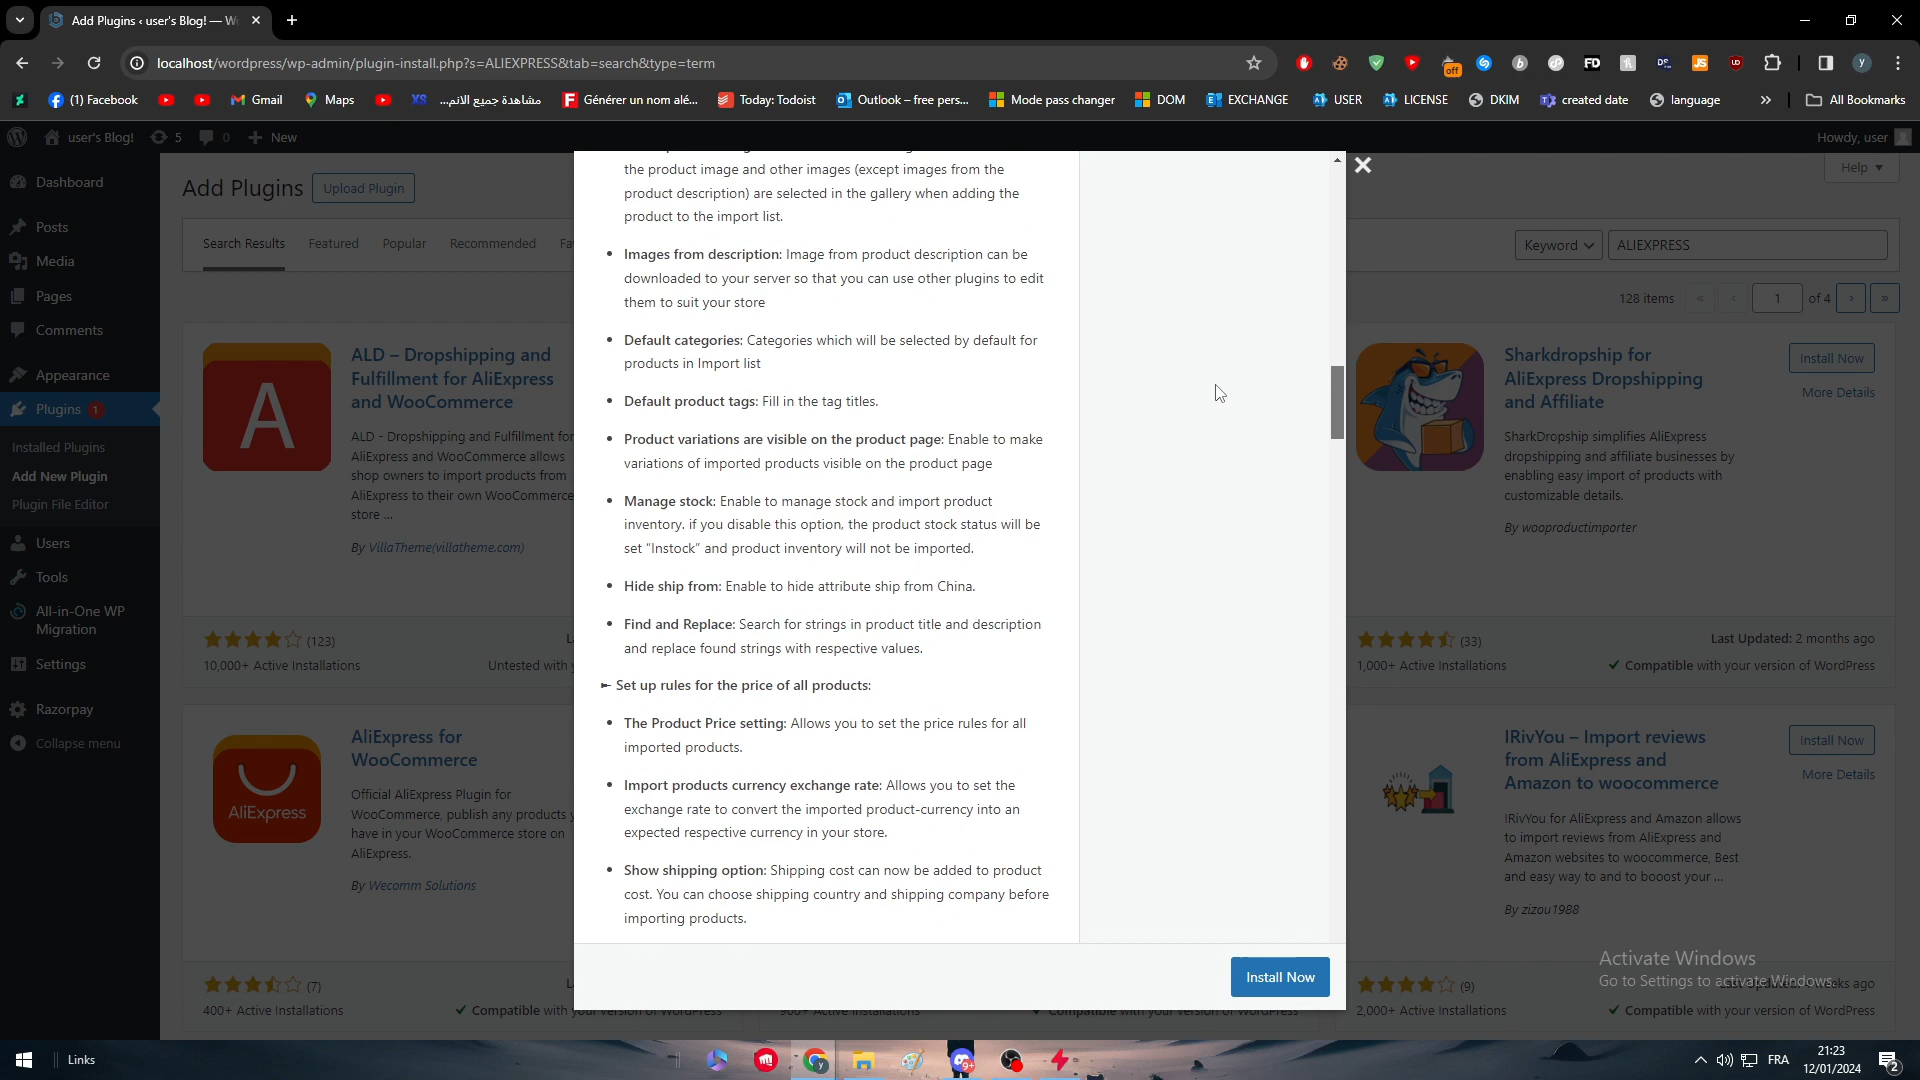 Add Plugins ‹ user's Blog! — W
localhost/wordpress/wp-admin/plugin-install.php?s=ALIEXPRESS&tab=search&type=term
(1) Facebook
Gmail
Maps
XS
مشاهدة جميع الانم...
Générer un nom alé...
Today: Todoist
Outlook – free pers...
Mode pass changer
DOM
EXCHANGE
USER
LICENSE
DKIM
created date
language
»
All Bookmarks
user's Blog!
5
0
New
Howdy, user
Dashboard
Posts
Media
Pages
Comments
Appearance
Plugins 1
Installed Plugins
Add New Plugin
Plugin File Editor
Users
Tools
All-in-One WP
Migration
Settings
Razorpay
Collapse menu
Add Plugins
Upload Plugin
Help
Search Results
Featured
Popular
Recommended
Fa
Keyword
ALIEXPRESS
128 items
«
‹
1
of 4
›
»
A
ALD – Dropshipping and
Fulfillment for AliExpress
and WooCommerce
ALD - Dropshipping and Fulfillment for
AliExpress and WooCommerce allows
shop owners to import products from
AliExpress to their own WooCommerce
store ...
By VillaTheme(villatheme.com)
(123)
10,000+ Active Installations
Untested with
AliExpress
AliExpress for
WooCommerce
Official AliExpress Plugin for
WooCommerce, publish any products y
have in your WooCommerce store on
AliExpress.
By Wecomm Solutions
(7)
400+ Active Installations
Compatible with your version of WordPress
900+ Active Installations
Compatible with your version of WordPress
the product image and other images (except images from the
product description) are selected in the gallery when adding the
product to the import list.
• Images from description: Image from product description can be
downloaded to your server so that you can use other plugins to edit
them to suit your store
• Default categories: Categories which will be selected by default for
products in Import list
• Default product tags: Fill in the tag titles.
• Product variations are visible on the product page: Enable to make
variations of imported products visible on the product page
• Manage stock: Enable to manage stock and import product
inventory. if you disable this option, the product stock status will be
set “Instock” and product inventory will not be imported.
• Hide ship from: Enable to hide attribute ship from China.
• Find and Replace: Search for strings in product title and description
and replace found strings with respective values.
► Set up rules for the price of all products:
• The Product Price setting: Allows you to set the price rules for all
imported products.
• Import products currency exchange rate: Allows you to set the
exchange rate to convert the imported product-currency into an
expected respective currency in your store.
• Show shipping option: Shipping cost can now be added to product
cost. You can choose shipping country and shipping company before
importing products.
Install Now
Sharkdropship for
AliExpress Dropshipping
and Affiliate
Install Now
More Details
SharkDropship simplifies AliExpress
dropshipping and affiliate businesses by
enabling easy import of products with
customizable details.
By wooproductimporter
(33)
Last Updated: 2 months ago
1,000+ Active Installations
Compatible with your version of WordPress
IRivYou – Import reviews
from AliExpress and
Amazon to woocommerce
Install Now
More Details
IRivYou for AliExpress and Amazon allows
to import reviews from AliExpress and
Amazon websites to woocommerce, Best
and easy way to and to booost your ...
By zizou1988
Activate Windows
Go to Settings to activate Windows.
(9)
2,000+ Active Installations
Compatible with your version of WordPress
Links
FRA
21:23
12/01/2024
2